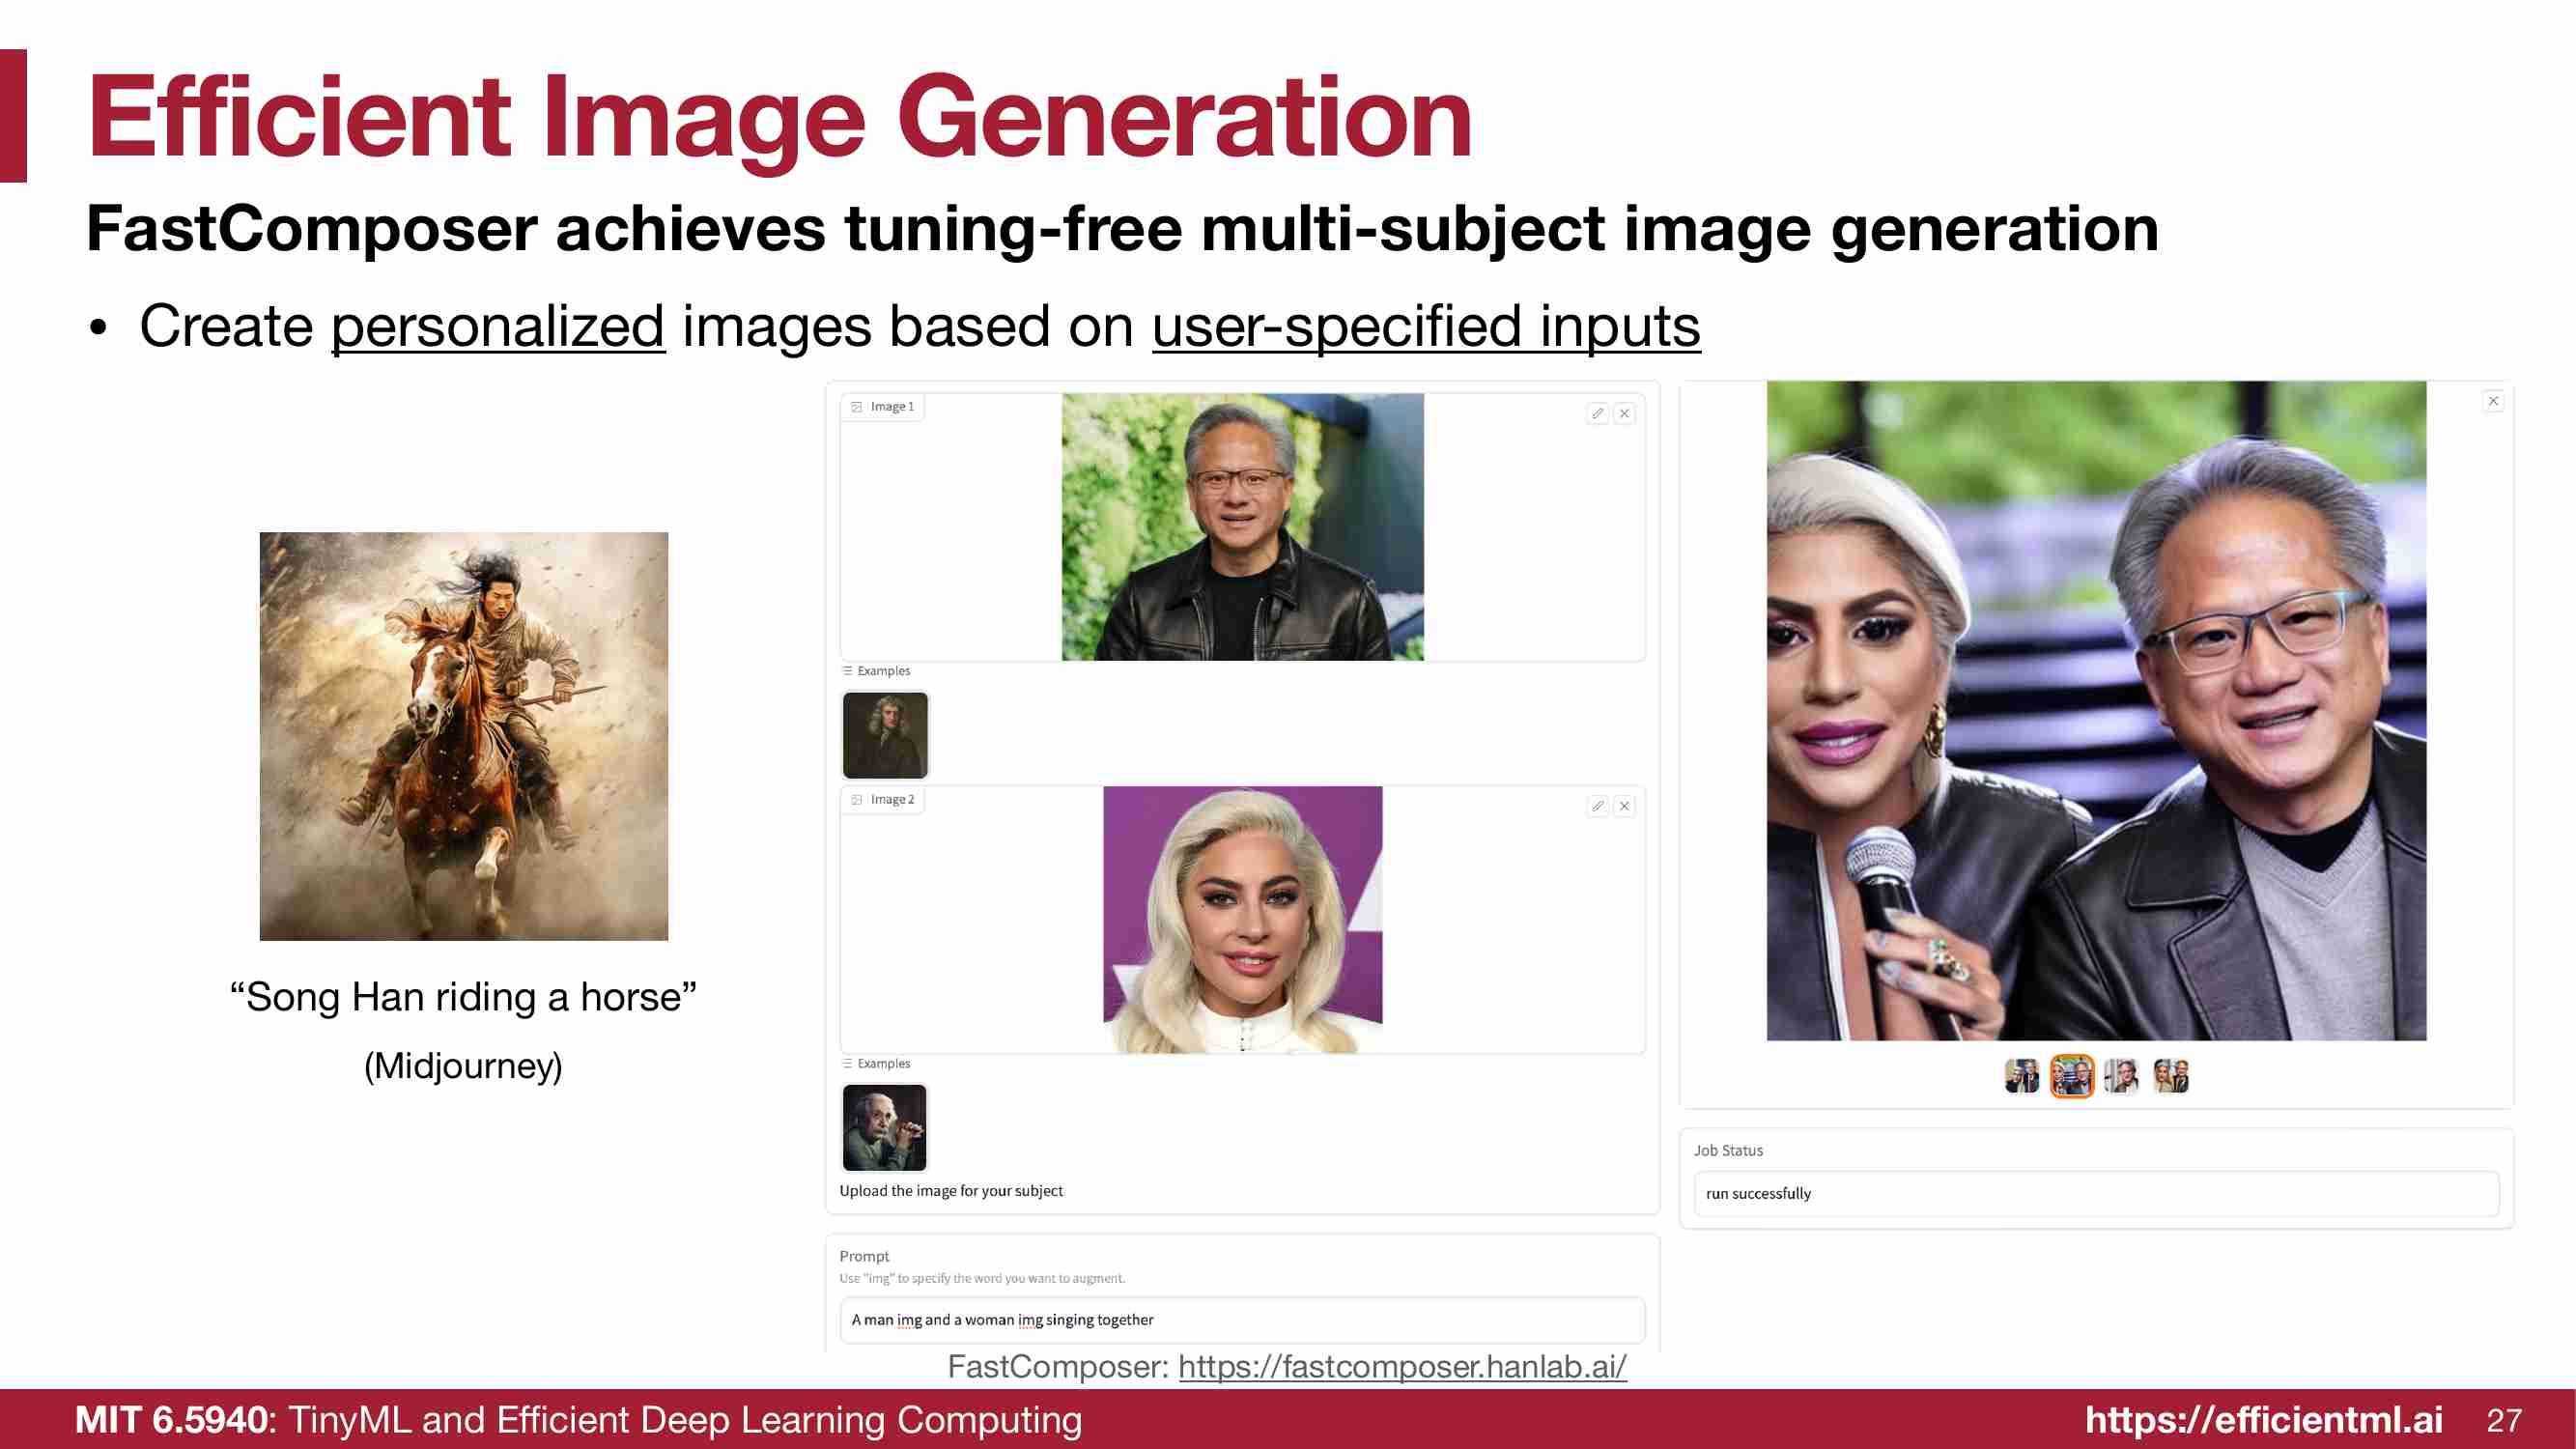 Efficient Image Generation
FastComposer achieves tuning-free multi-subject image generation
• Create personalized images based on user-specified inputs
“Song Han riding a horse”
(Midjourney)
Image 1
Examples
Image 2
Examples
Upload the image for your subject
Prompt
Use "img" to specify the word you want to augment.
A man img and a woman img singing together
Job Status
run successfully
FastComposer: https://fastcomposer.hanlab.ai/
MIT 6.5940: TinyML and Efficient Deep Learning Computing
https://efficientml.ai 27